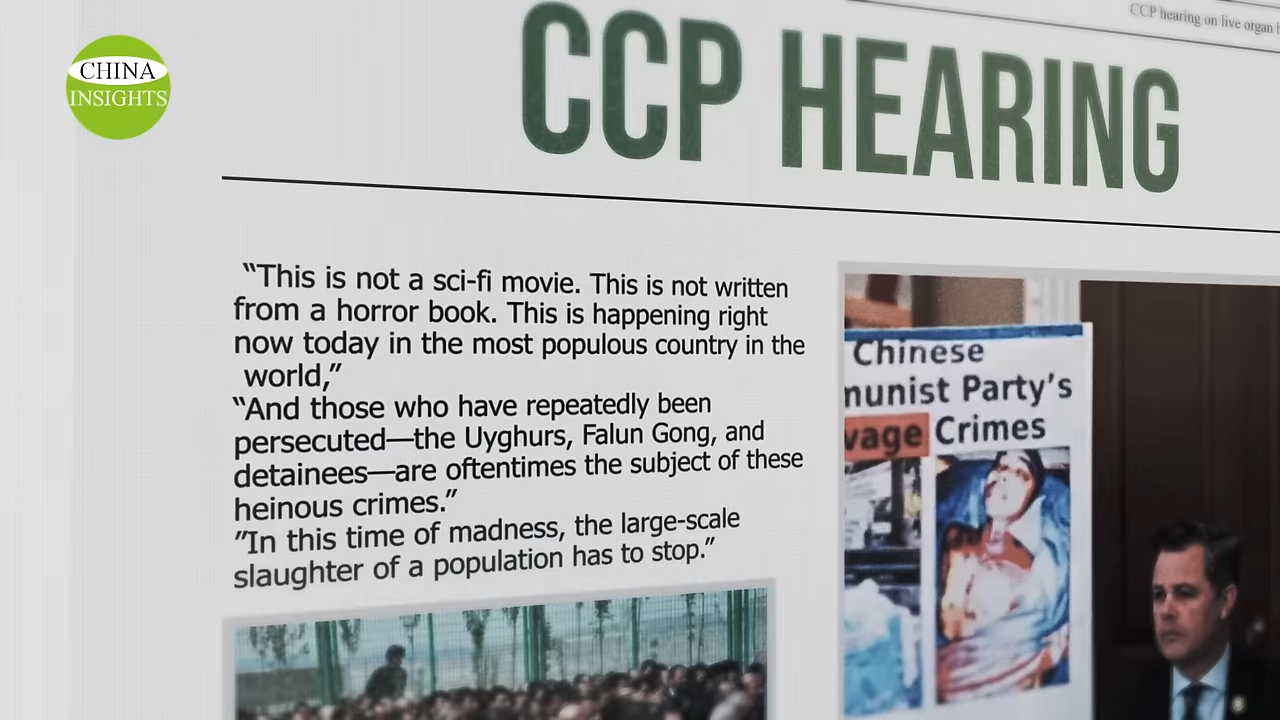 CHINA
INSIGHTS
CCP hearing on live organ
CCP HEARING
“This is not a sci-fi movie. This is not written
from a horror book. This is happening right
now today in the most populous country in the
world,”
“And those who have repeatedly been
persecuted—the Uyghurs, Falun Gong, and
detainees—are oftentimes the subject of these
heinous crimes.”
”In this time of madness, the large-scale
slaughter of a population has to stop.”
Chinese
munist Party’s
vage Crimes